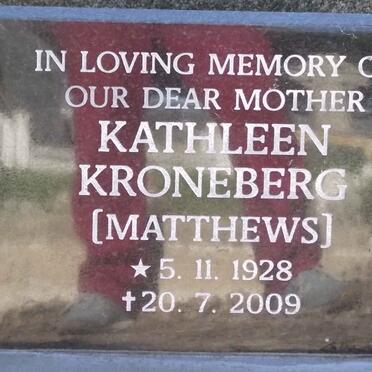 IN LOVING MEMORY O
OUR DEAR MOTHER
KATHLEEN
KRONEBERG
[MATTHEWS]
★ 5. 11. 1928
✝ 20. 7. 2009